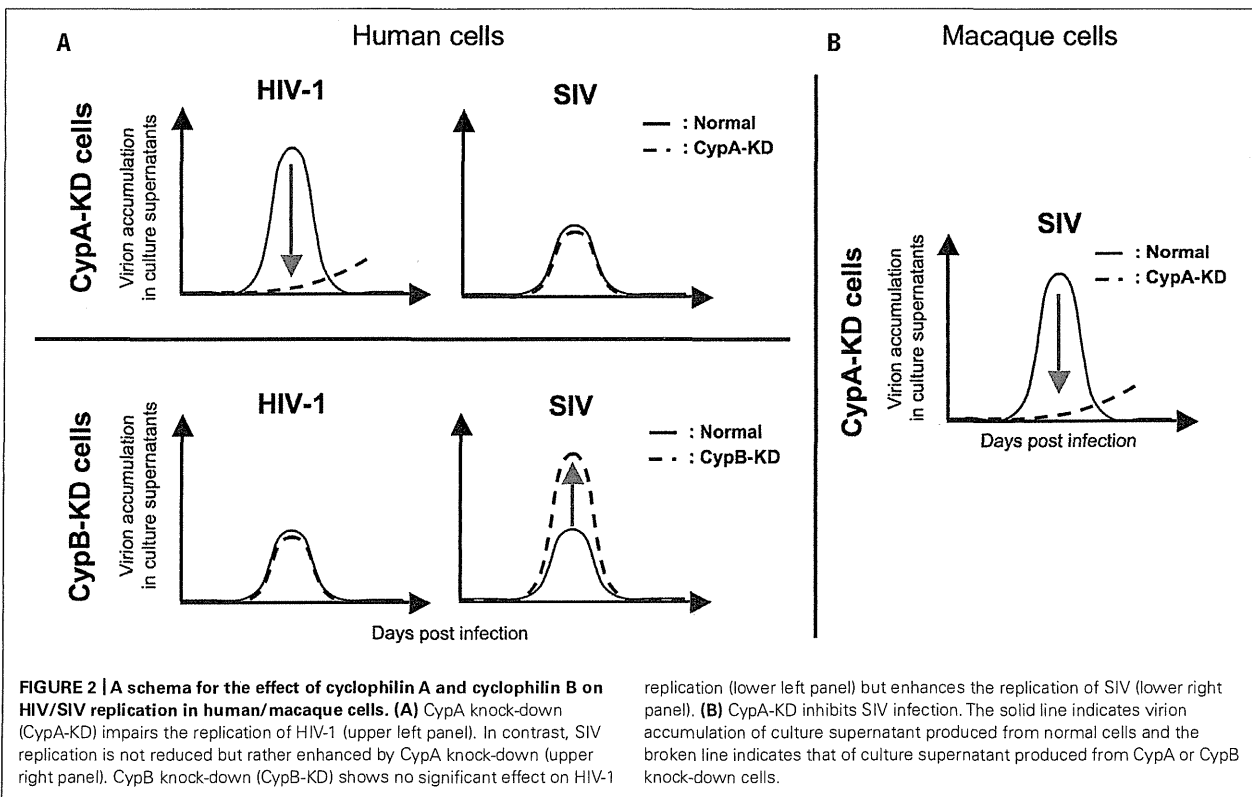 A
Human cells
B
Macaque cells
HIV-1
SIV
CypA-KD cells
Virion accumulation
in culture supernatants
— : Normal
– - : CypA-KD
HIV-1
SIV
CypB-KD cells
Virion accumulation
in culture supernatants
— : Normal
– - : CypB-KD
Days post infection
SIV
CypA-KD cells
Virion accumulation
in culture supernatants
— : Normal
– - : CypA-KD
Days post infection
FIGURE 2 | A schema for the effect of cyclophilin A and cyclophilin B on
HIV/SIV replication in human/macaque cells. (A) CypA knock-down
(CypA-KD) impairs the replication of HIV-1 (upper left panel). In contrast, SIV
replication is not reduced but rather enhanced by CypA knock-down (upper
right panel). CypB knock-down (CypB-KD) shows no significant effect on HIV-1
replication (lower left panel) but enhances the replication of SIV (lower right
panel). (B) CypA-KD inhibits SIV infection. The solid line indicates virion
accumulation of culture supernatant produced from normal cells and the
broken line indicates that of culture supernatant produced from CypA or CypB
knock-down cells.